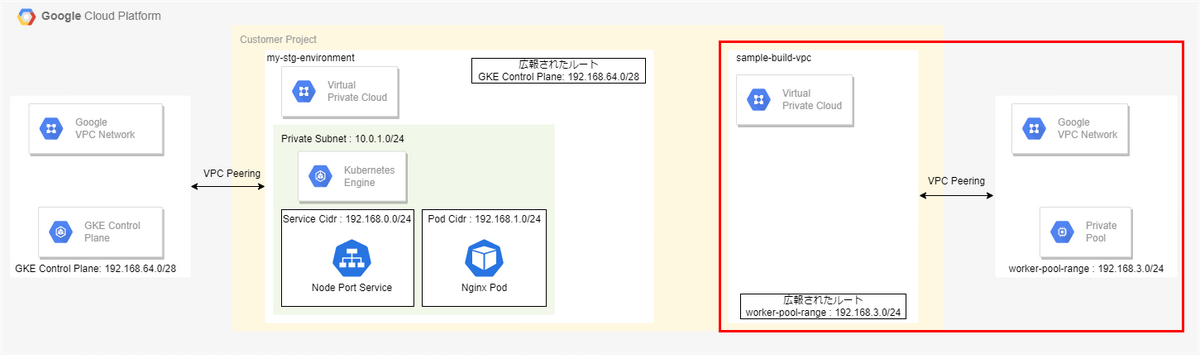 Google Cloud Platform
Customer Project
my-stg-environment
Virtual
Private Cloud
広報されたルート
GKE Control Plane: 192.168.64.0/28
Google
VPC Network
GKE Control
Plane
GKE Control Plane: 192.168.64.0/28
VPC Peering
Private Subnet : 10.0.1.0/24
Kubernetes
Engine
Service Cidr : 192.168.0.0/24
Node Port Service
Pod Cidr : 192.168.1.0/24
Nginx Pod
sample-build-vpc
Virtual
Private Cloud
広報されたルート
worker-pool-range : 192.168.3.0/24
VPC Peering
Google
VPC Network
Private
Pool
worker-pool-range : 192.168.3.0/24